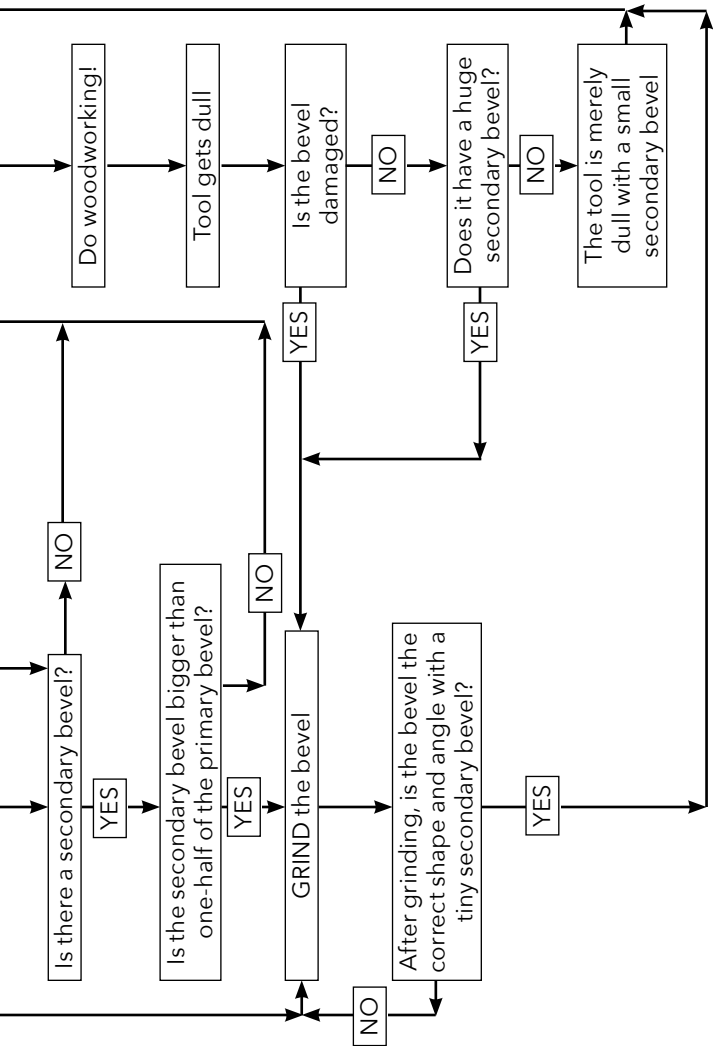 Is there a secondary bevel?
NO
YES
Is the secondary bevel bigger than
one-half of the primary bevel?
NO
YES
GRIND the bevel
After grinding, is the bevel the
correct shape and angle with a
tiny secondary bevel?
NO
YES
Do woodworking!
Tool gets dull
Is the bevel
damaged?
YES
NO
Does it have a huge
secondary bevel?
YES
NO
The tool is merely
dull with a small
secondary bevel